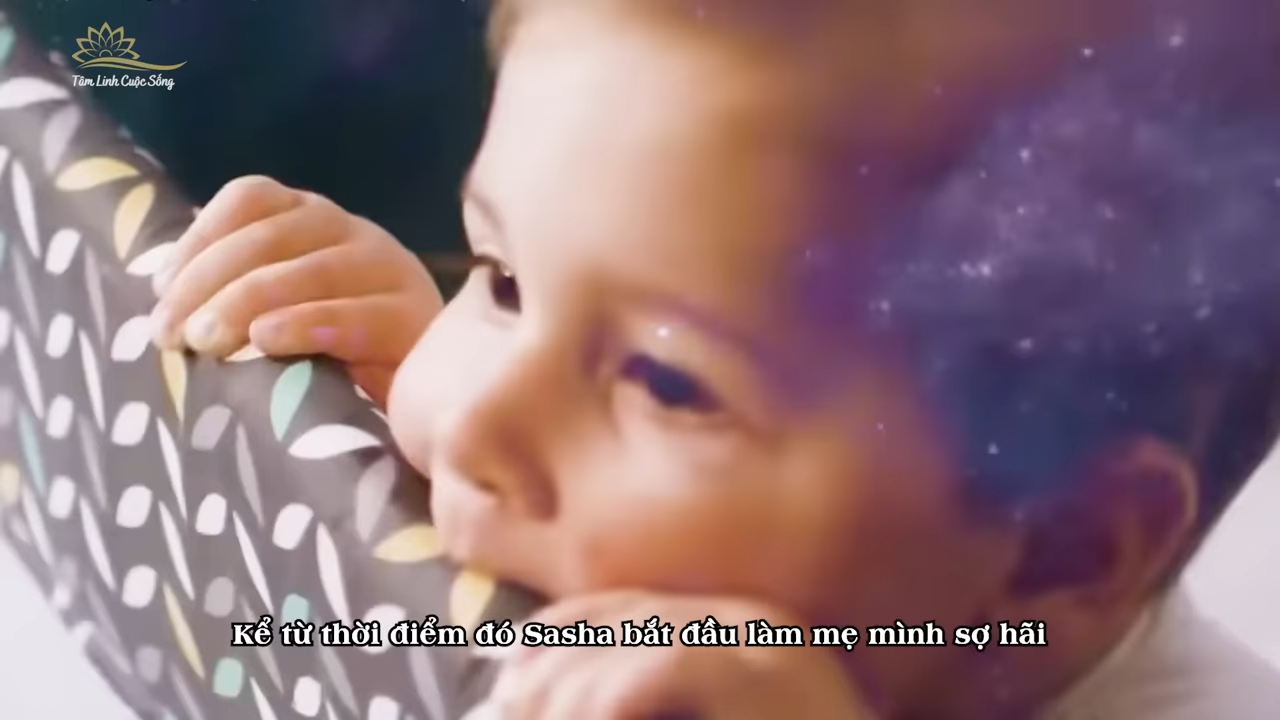 Tâm Linh Cuộc Sống
Kể từ thời điểm đó Sasha bắt đầu làm mẹ mình sợ hãi